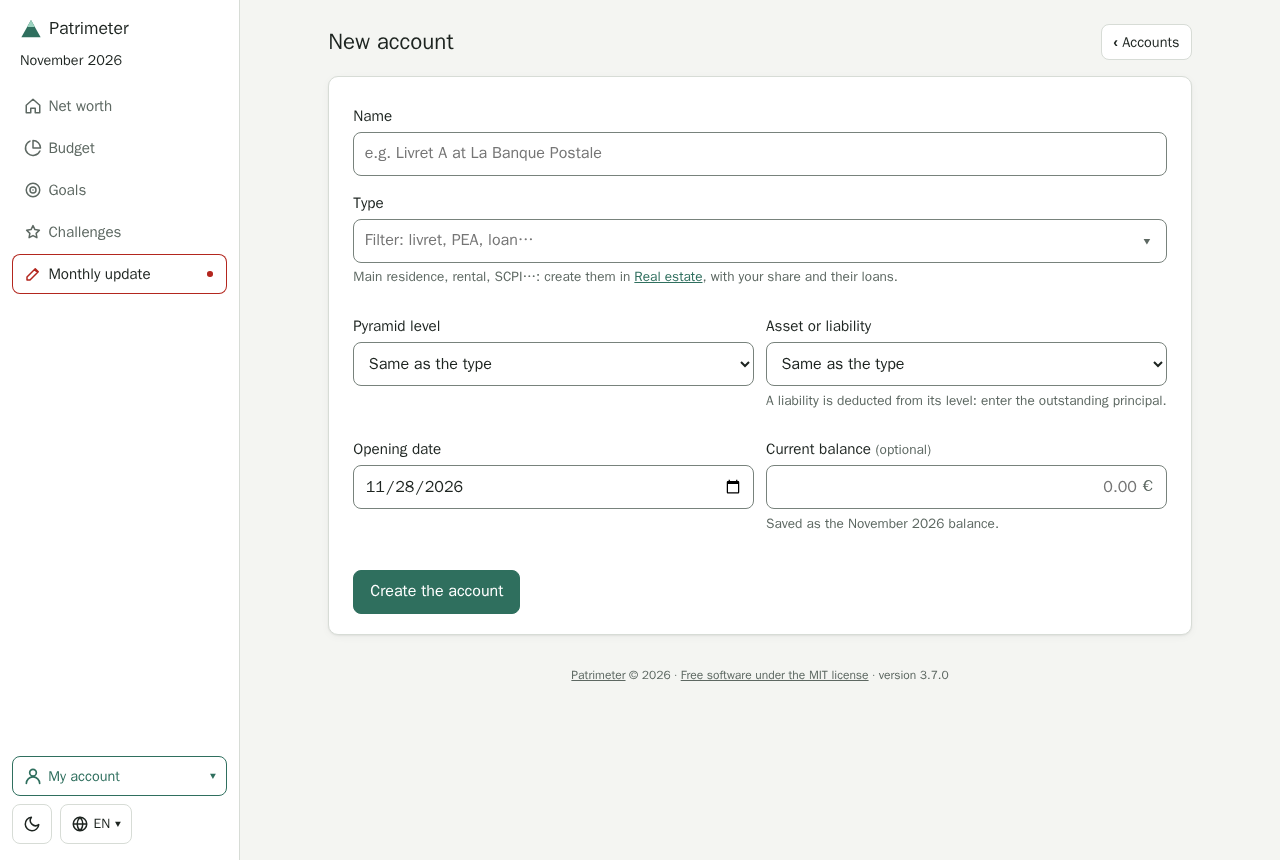 Patrimeter
November 2026
Net worth
Budget
Goals
Challenges
Monthly update
My account
EN ▾
New account
‹ Accounts
Name
e.g. Livret A at La Banque Postale
Type
Filter: livret, PEA, loan…
Main residence, rental, SCPI…: create them in Real estate, with your share and their loans.
Pyramid level
Asset or liability
Same as the type
Same as the type
A liability is deducted from its level: enter the outstanding principal.
Opening date
Current balance (optional)
11/28/2026
0.00 €
Saved as the November 2026 balance.
Create the account
Patrimeter © 2026 · Free software under the MIT license · version 3.7.0